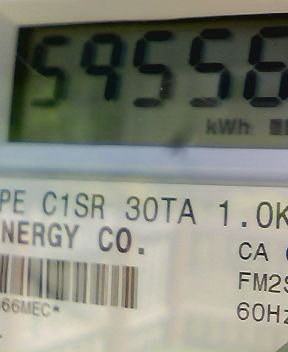 59556
kWh
PE C1SR 30TA 1.0K
NERGY CO.
CA
FM2S
66MEC*
60Hz